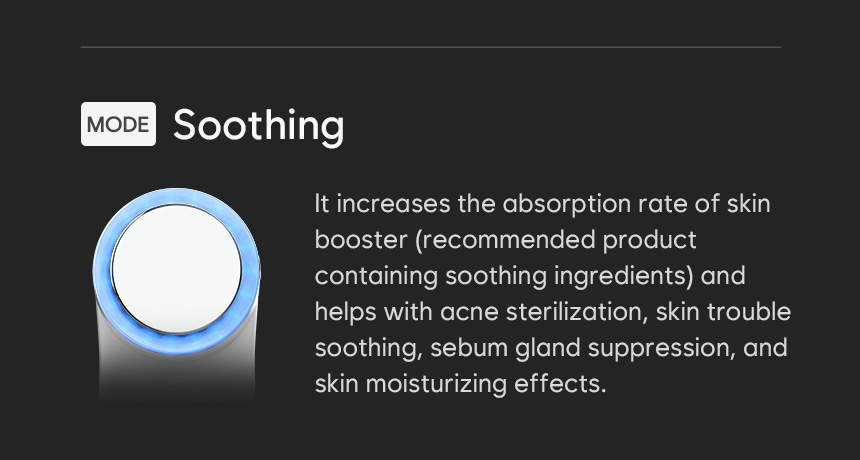 MODE Soothing
It increases the absorption rate of skin
booster (recommended product
containing soothing ingredients) and
helps with acne sterilization, skin trouble
soothing, sebum gland suppression, and
skin moisturizing effects.